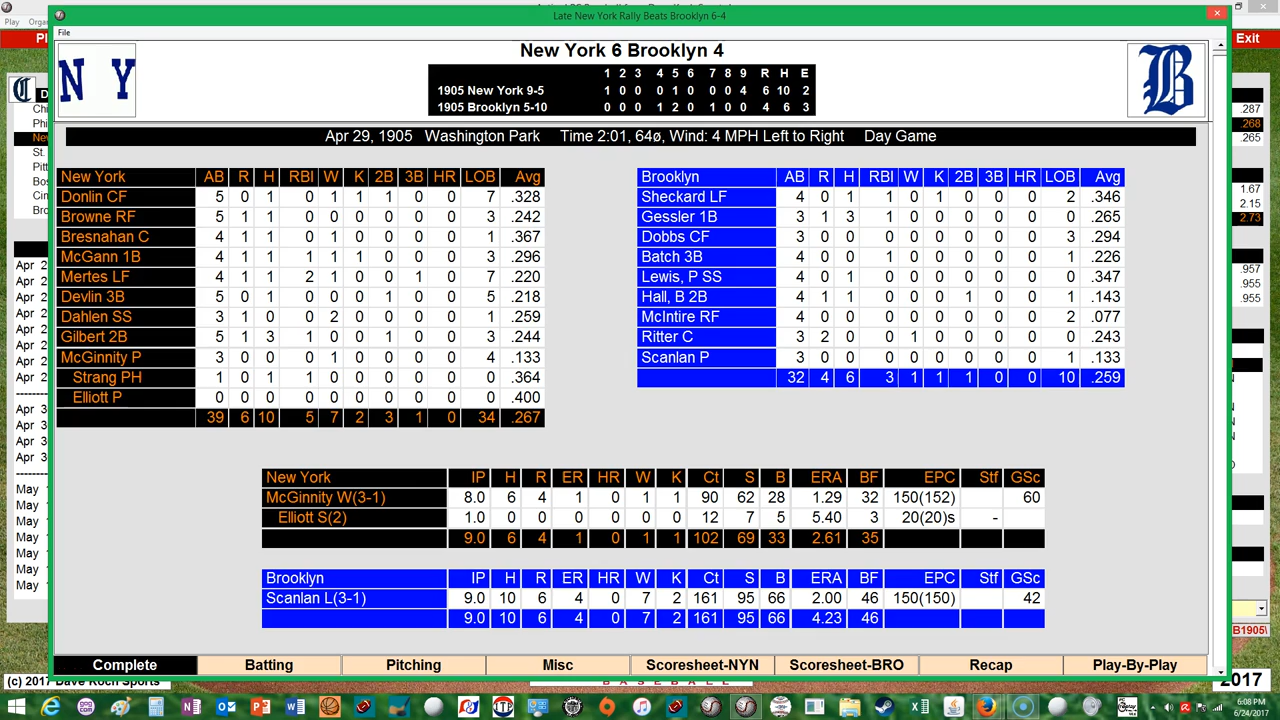 Late New York Rally Beats Brooklyn 6-4
Play
File
Exit
N Y
New York 6 Brooklyn 4
B
1 2 3 4 5 6 7 8 9 R H E
1905 New York 9-5 1 0 0 0 1 0 0 0 4 6 10 2
1905 Brooklyn 5-10 0 0 0 1 2 0 1 0 0 4 6 3
Apr 29, 1905 Washington Park Time 2:01, 64ø, Wind: 4 MPH Left to Right Day Game
New York AB R H RBI W K 2B 3B HR LOB Avg
Donlin CF 5 0 1 0 1 1 1 0 0 7 .328
Browne RF 5 1 1 0 0 0 0 0 0 3 .242
Bresnahan C 4 1 1 0 1 0 0 0 0 1 .367
McGann 1B 4 1 1 1 1 1 0 0 0 3 .296
Mertes LF 4 1 1 2 1 0 0 1 0 7 .220
Devlin 3B 5 0 1 0 0 0 1 0 0 5 .218
Dahlen SS 3 1 0 0 2 0 0 0 0 1 .259
Gilbert 2B 5 1 3 1 0 0 1 0 0 3 .244
McGinnity P 3 0 0 0 1 0 0 0 0 4 .133
Strang PH 1 0 1 1 0 0 0 0 0 0 .364
Elliott P 0 0 0 0 0 0 0 0 0 0 .400
39 6 10 5 7 2 3 1 0 34 .267
Brooklyn AB R H RBI W K 2B 3B HR LOB Avg
Sheckard LF 4 0 1 1 0 1 0 0 0 2 .346
Gessler 1B 3 1 3 1 0 0 0 0 0 0 .265
Dobbs CF 3 0 0 0 0 0 0 0 0 3 .294
Batch 3B 4 0 0 1 0 0 0 0 0 1 .226
Lewis, P SS 4 0 1 0 0 0 0 0 0 0 .347
Hall, B 2B 4 1 1 0 0 0 1 0 0 1 .143
McIntire RF 4 0 0 0 0 0 0 0 0 2 .077
Ritter C 3 2 0 0 1 0 0 0 0 0 .243
Scanlan P 3 0 0 0 0 0 0 0 0 1 .133
32 4 6 3 1 1 1 0 0 10 .259
New York IP H R ER HR W K Ct S B ERA BF EPC Stf GSc
McGinnity W(3-1) 8.0 6 4 1 0 1 1 90 62 28 1.29 32 150(152) 60
Elliott S(2) 1.0 0 0 0 0 0 0 12 7 5 5.40 3 20(20)s -
9.0 6 4 1 0 1 1 102 69 33 2.61 35
Brooklyn IP H R ER HR W K Ct S B ERA BF EPC Stf GSc
Scanlan L(3-1) 9.0 10 6 4 0 7 2 161 95 66 2.00 46 150(150) 42
9.0 10 6 4 0 7 2 161 95 66 4.23 46
Complete Batting Pitching Misc Scoresheet-NYN Scoresheet-BRO Recap Play-By-Play
.287
.268
.265
1.67
2.15
2.73
.957
.955
.955
B1905\
(c) 2017 Dave Koch Sports
BASEBALL
2017
6:08 PM
6/24/2017